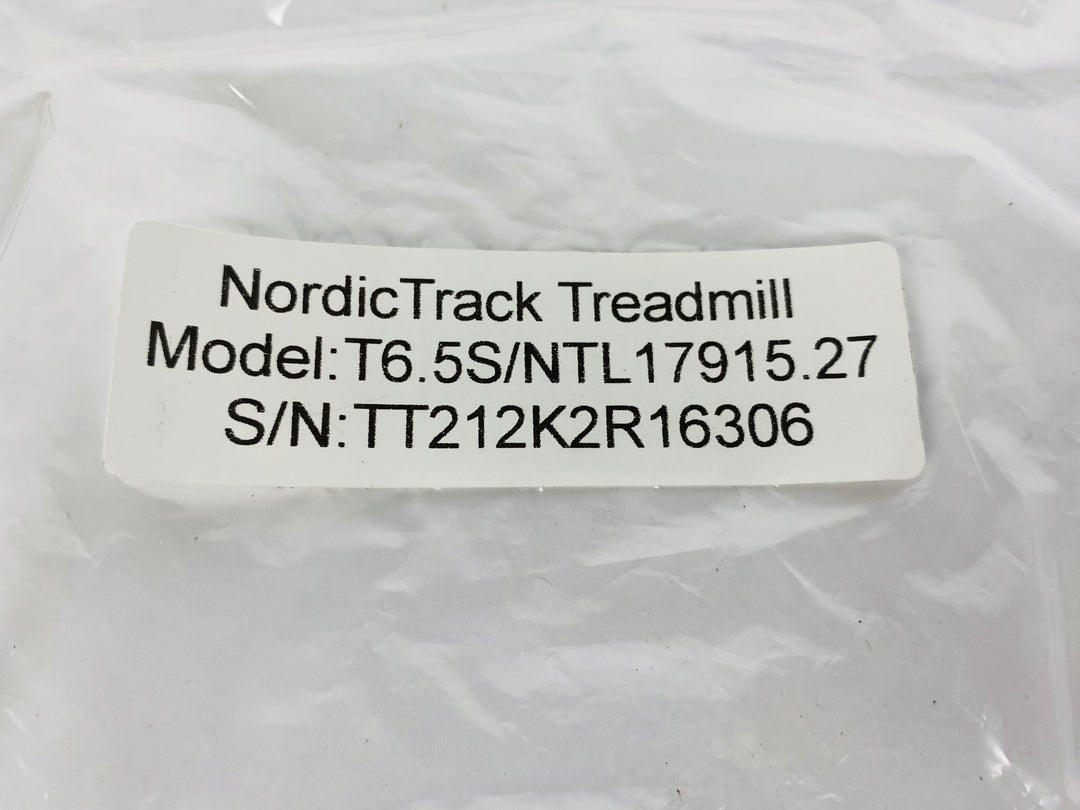 NordicTrack Treadmill
Model:T6.5S/NTL17915.27
S/N:TT212K2R16306